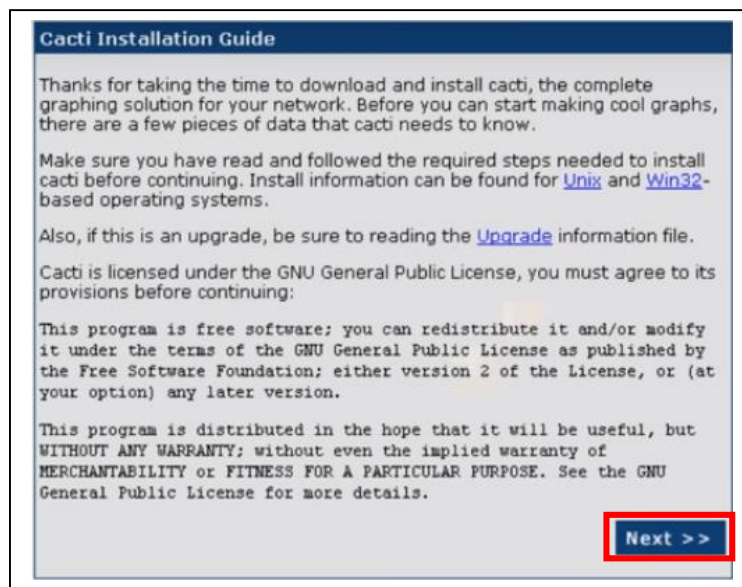 Cacti Installation Guide
Thanks for taking the time to download and install cacti, the complete
graphing solution for your network. Before you can start making cool graphs,
there are a few pieces of data that cacti needs to know.
Make sure you have read and followed the required steps needed to install
cacti before continuing. Install information can be found for Unix and Win32-
based operating systems.
Also, if this is an upgrade, be sure to reading the Upgrade information file.
Cacti is licensed under the GNU General Public License, you must agree to its
provisions before continuing:
This program is free software; you can redistribute it and/or modify
it under the terms of the GNU General Public License as published by
the Free Software Foundation; either version 2 of the License, or (at
your option) any later version.
This program is distributed in the hope that it will be useful, but
WITHOUT ANY WARRANTY; without even the implied warranty of
MERCHANTABILITY or FITNESS FOR A PARTICULAR PURPOSE. See the GNU
General Public License for more details.
Next >>